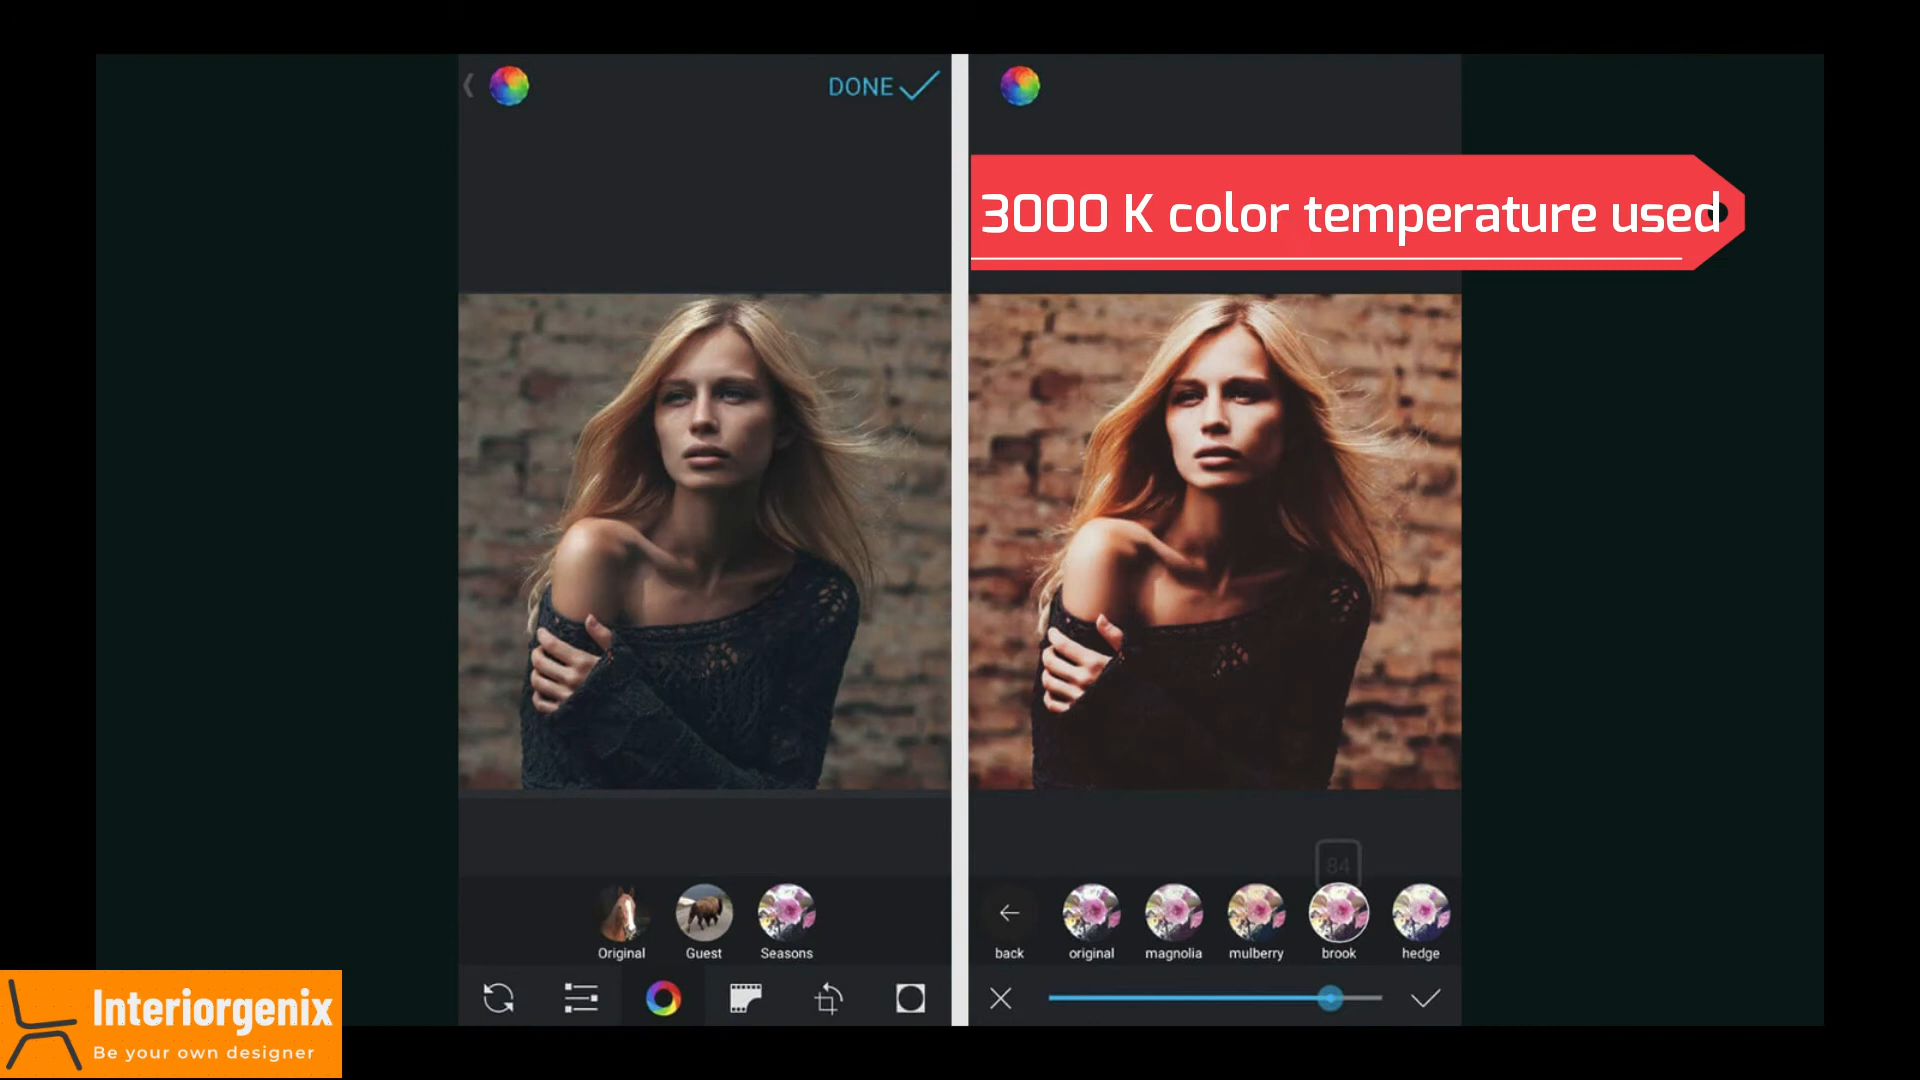 DONE
3000 K color temperature used
84
Original Guest Seasons
back original magnolia mulberry brook hedge
Interiorgenix
Be your own designer